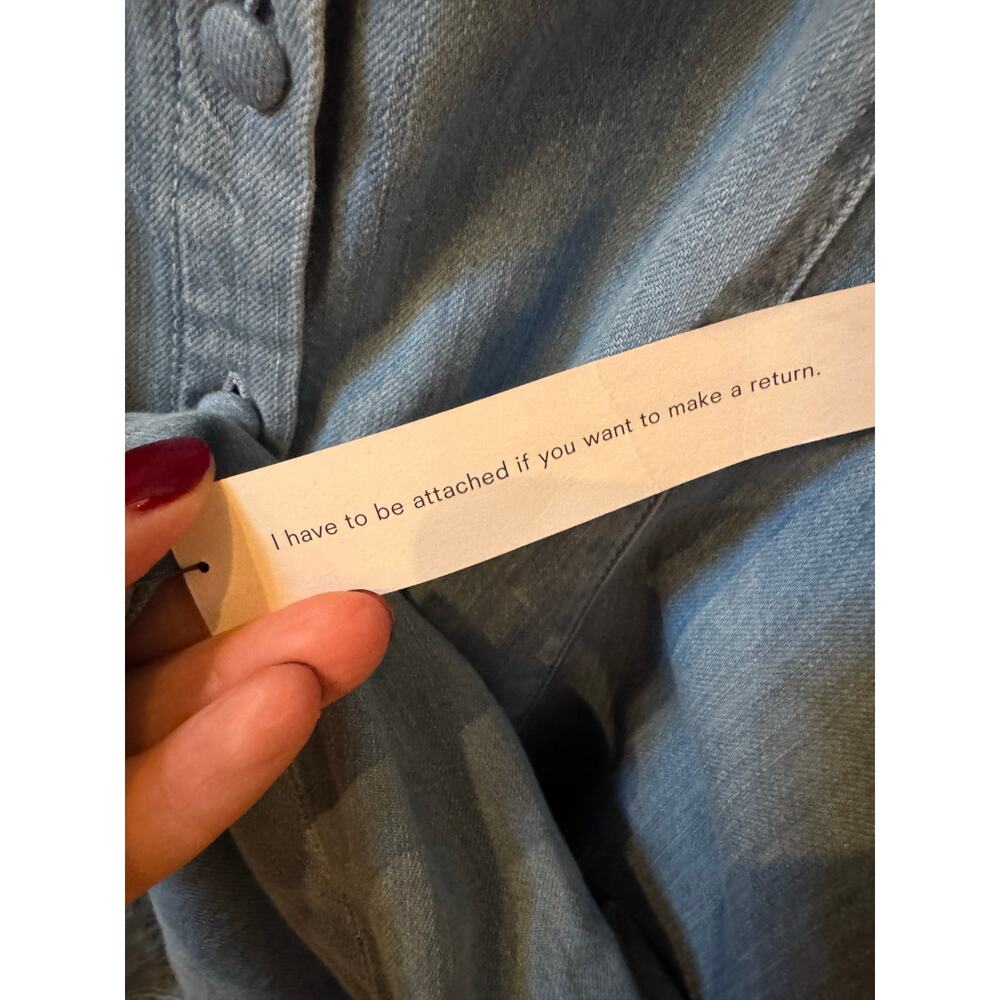 I have to be attached if you want to make a return.